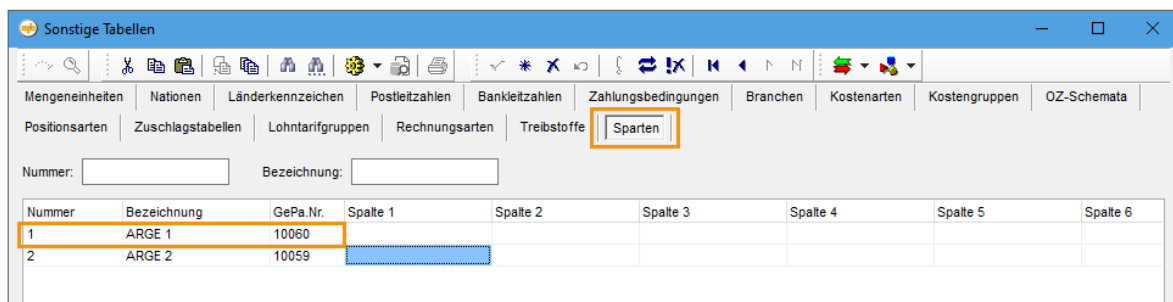 Sonstige Tabellen
Mengeneinheiten Nationen Länderkennzeichen Postleitzahlen Bankleitzahlen Zahlungsbedingungen Branchen Kostenarten Kostengruppen OZ-Schemata
Positionsarten Zuschlagstabellen Lohntarifgruppen Rechnungsarten Treibstoffe Sparten
Nummer: Bezeichnung:
Nummer Bezeichnung GePa.Nr. Spalte 1 Spalte 2 Spalte 3 Spalte 4 Spalte 5 Spalte 6
1 ARGE 1 10060
2 ARGE 2 10059